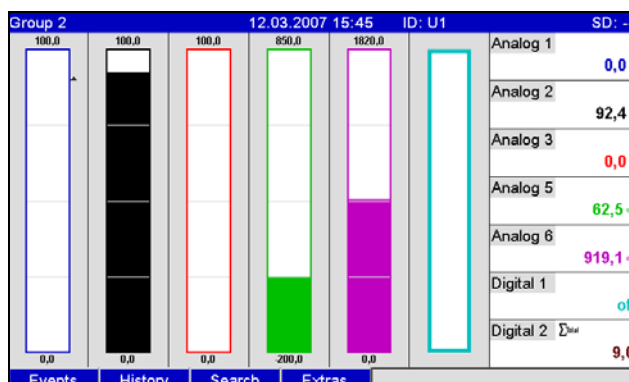 Group 2 12.03.2007 15:45 ID: U1 SD: -
100,0 100,0 100,0 850,0 1820,0
Analog 1
0,0
Analog 2
92,4
Analog 3
0,0
Analog 5
62,5
Analog 6
919,1
Digital 1
Digital 2 Σtotal
9,0
0,0 0,0 0,0 -200,0 0,0
Events History Search Extras